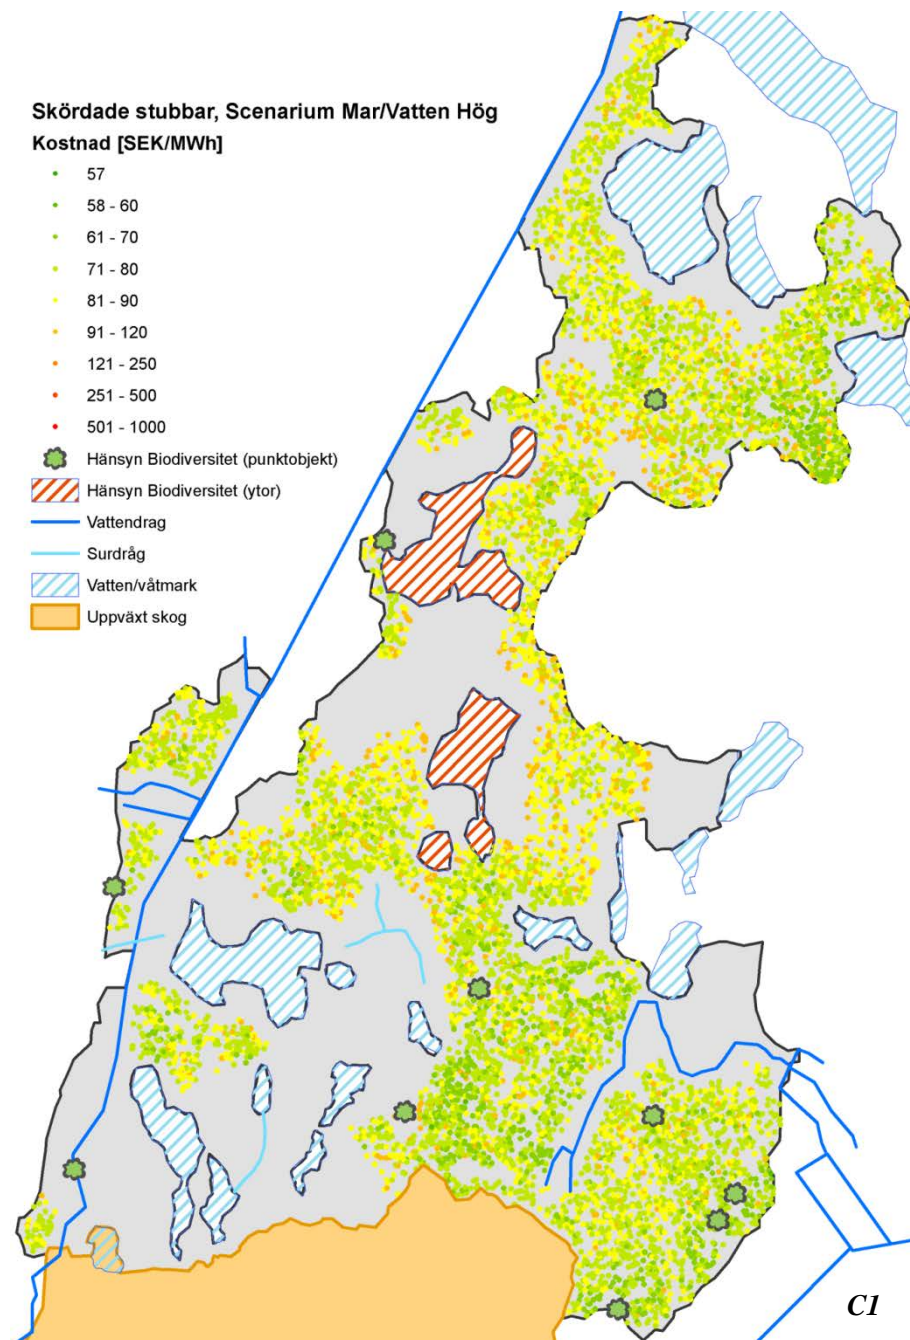 Skördade stubbar, Scenarium Mar/Vatten Hög
Kostnad [SEK/MWh]
57
58 - 60
61 - 70
71 - 80
81 - 90
91 - 120
121 - 250
251 - 500
501 - 1000
Hänsyn Biodiversitet (punktobjekt)
Hänsyn Biodiversitet (ytor)
Vattendrag
Surdråg
Vatten/våtmark
Uppväxt skog
C1